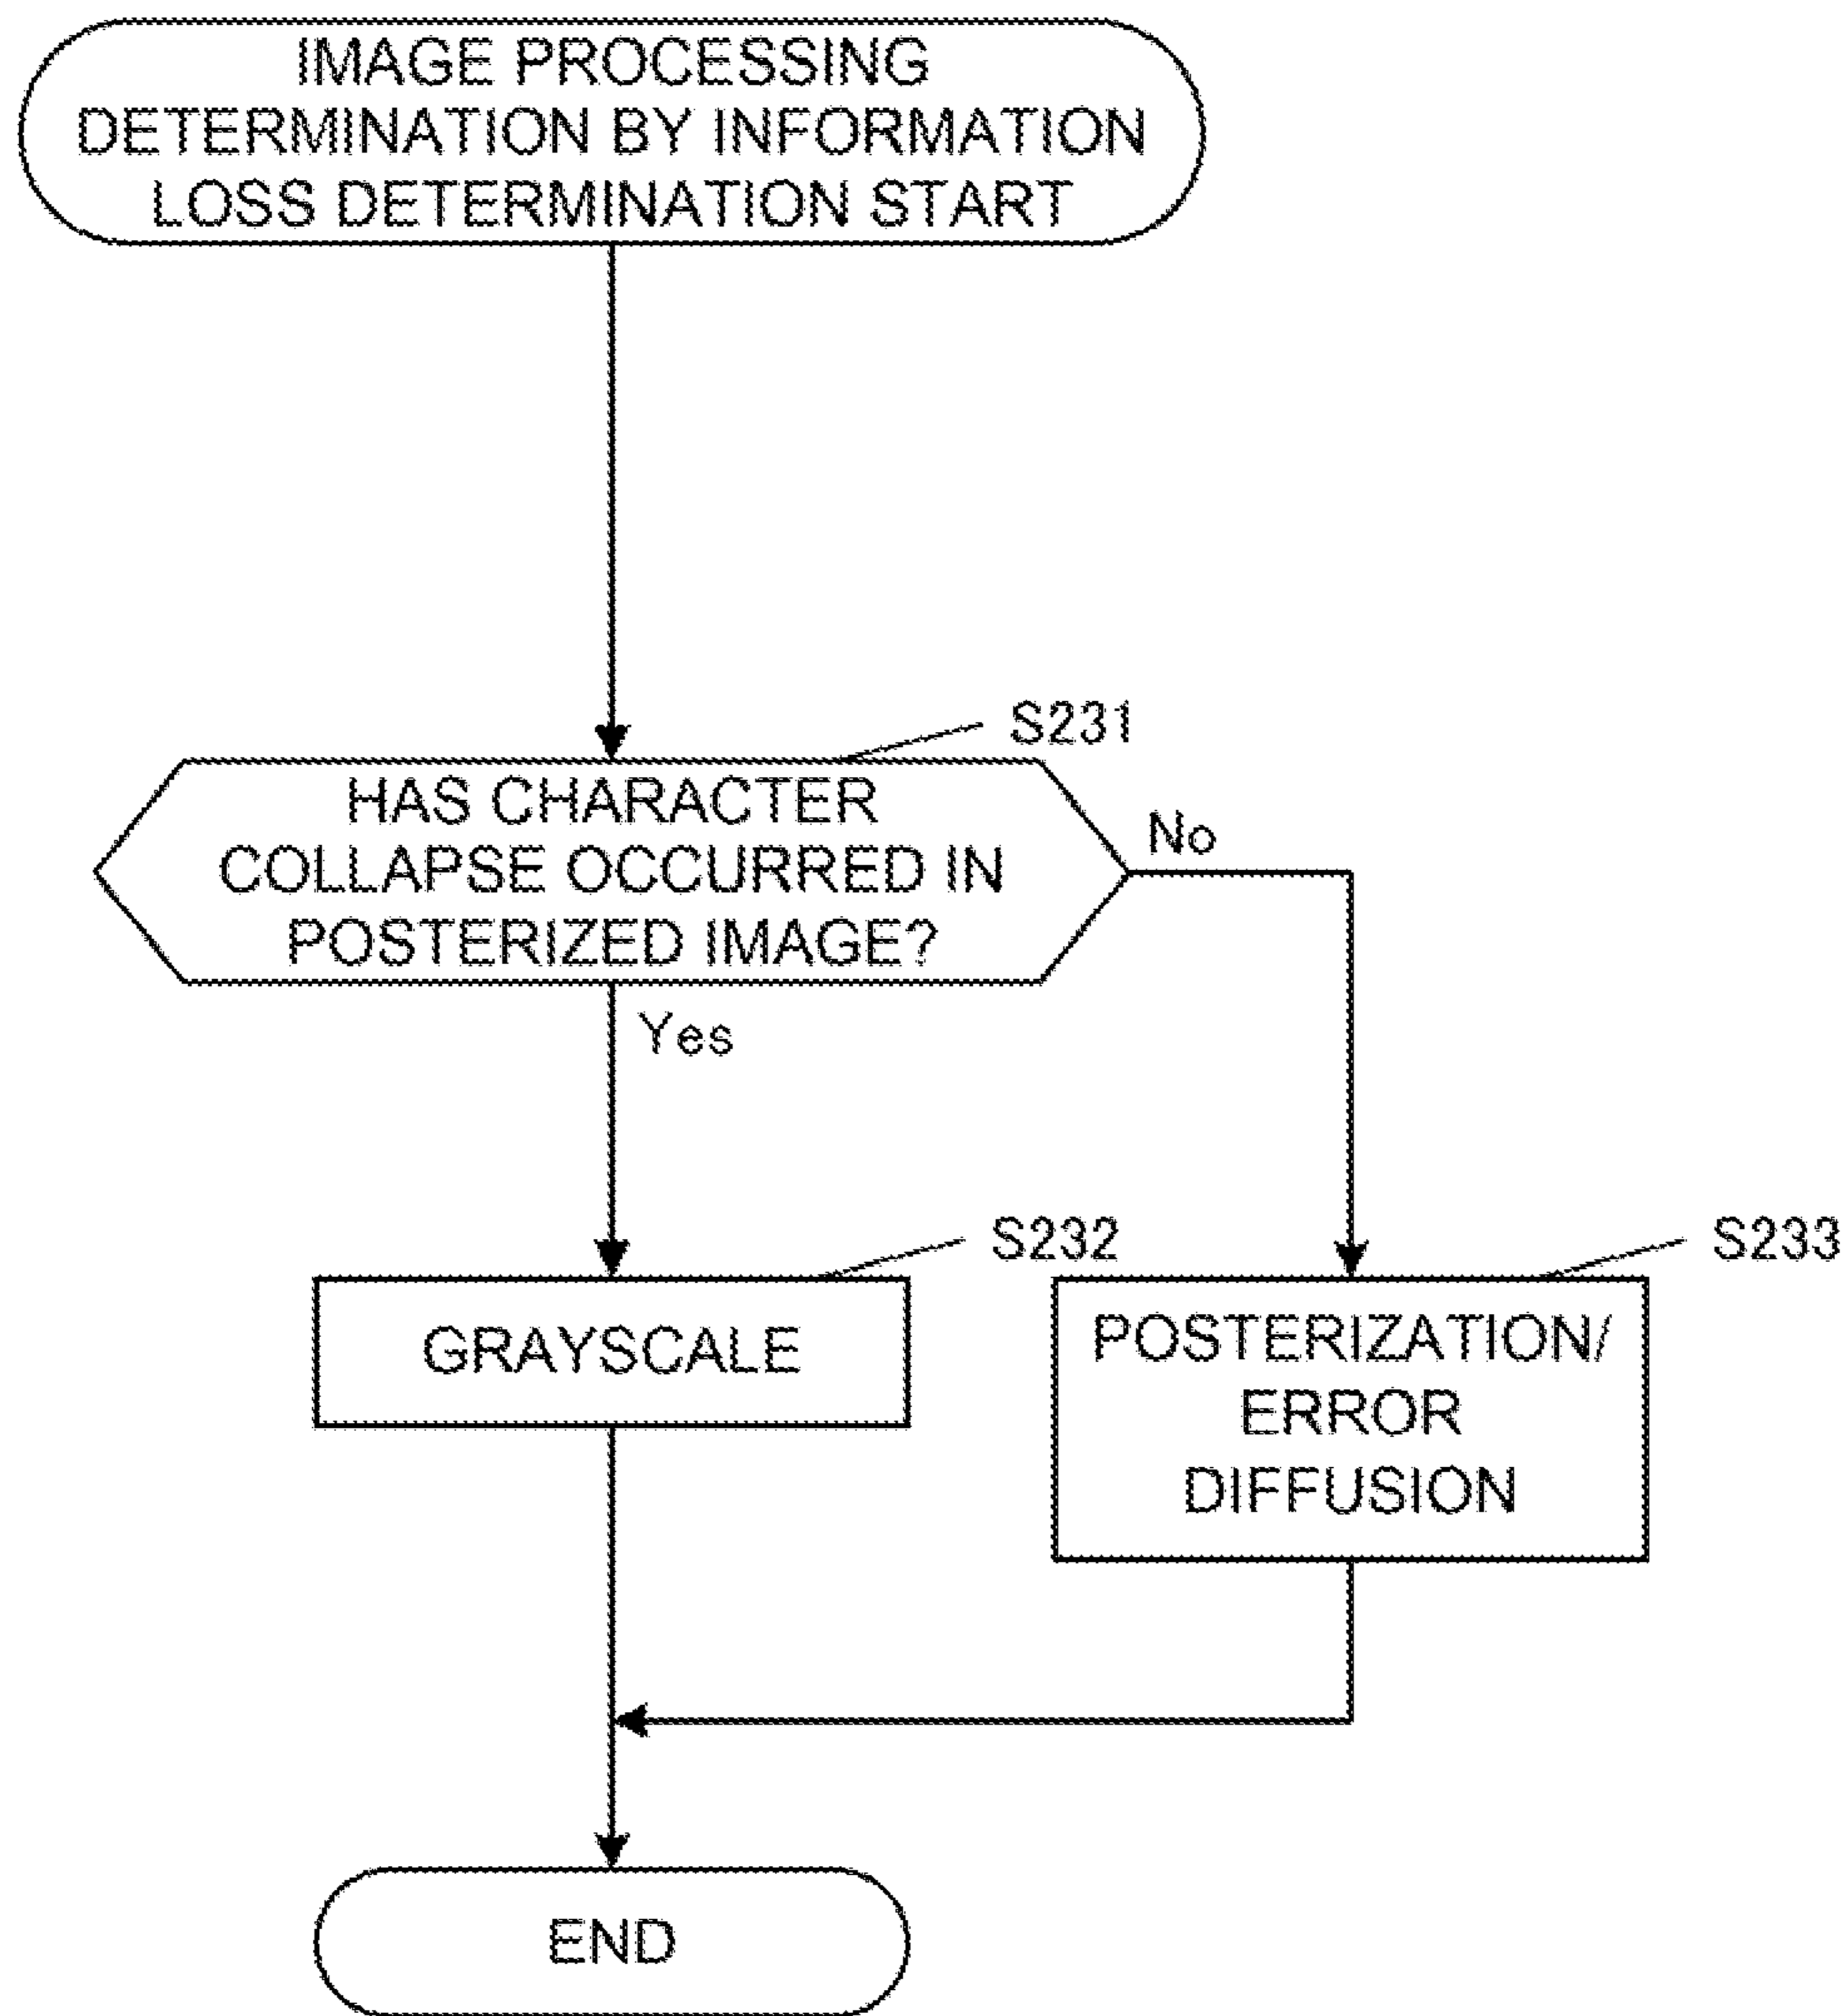 IMAGE PROCESSING
DETERMINATION BY INFORMATION
LOSS DETERMINATION START
S231
HAS CHARACTER
COLLAPSE OCCURRED IN
POSTERIZED IMAGE?
No
Yes
S232
S233
GRAYSCALE
POSTERIZATION/
ERROR
DIFFUSION
END